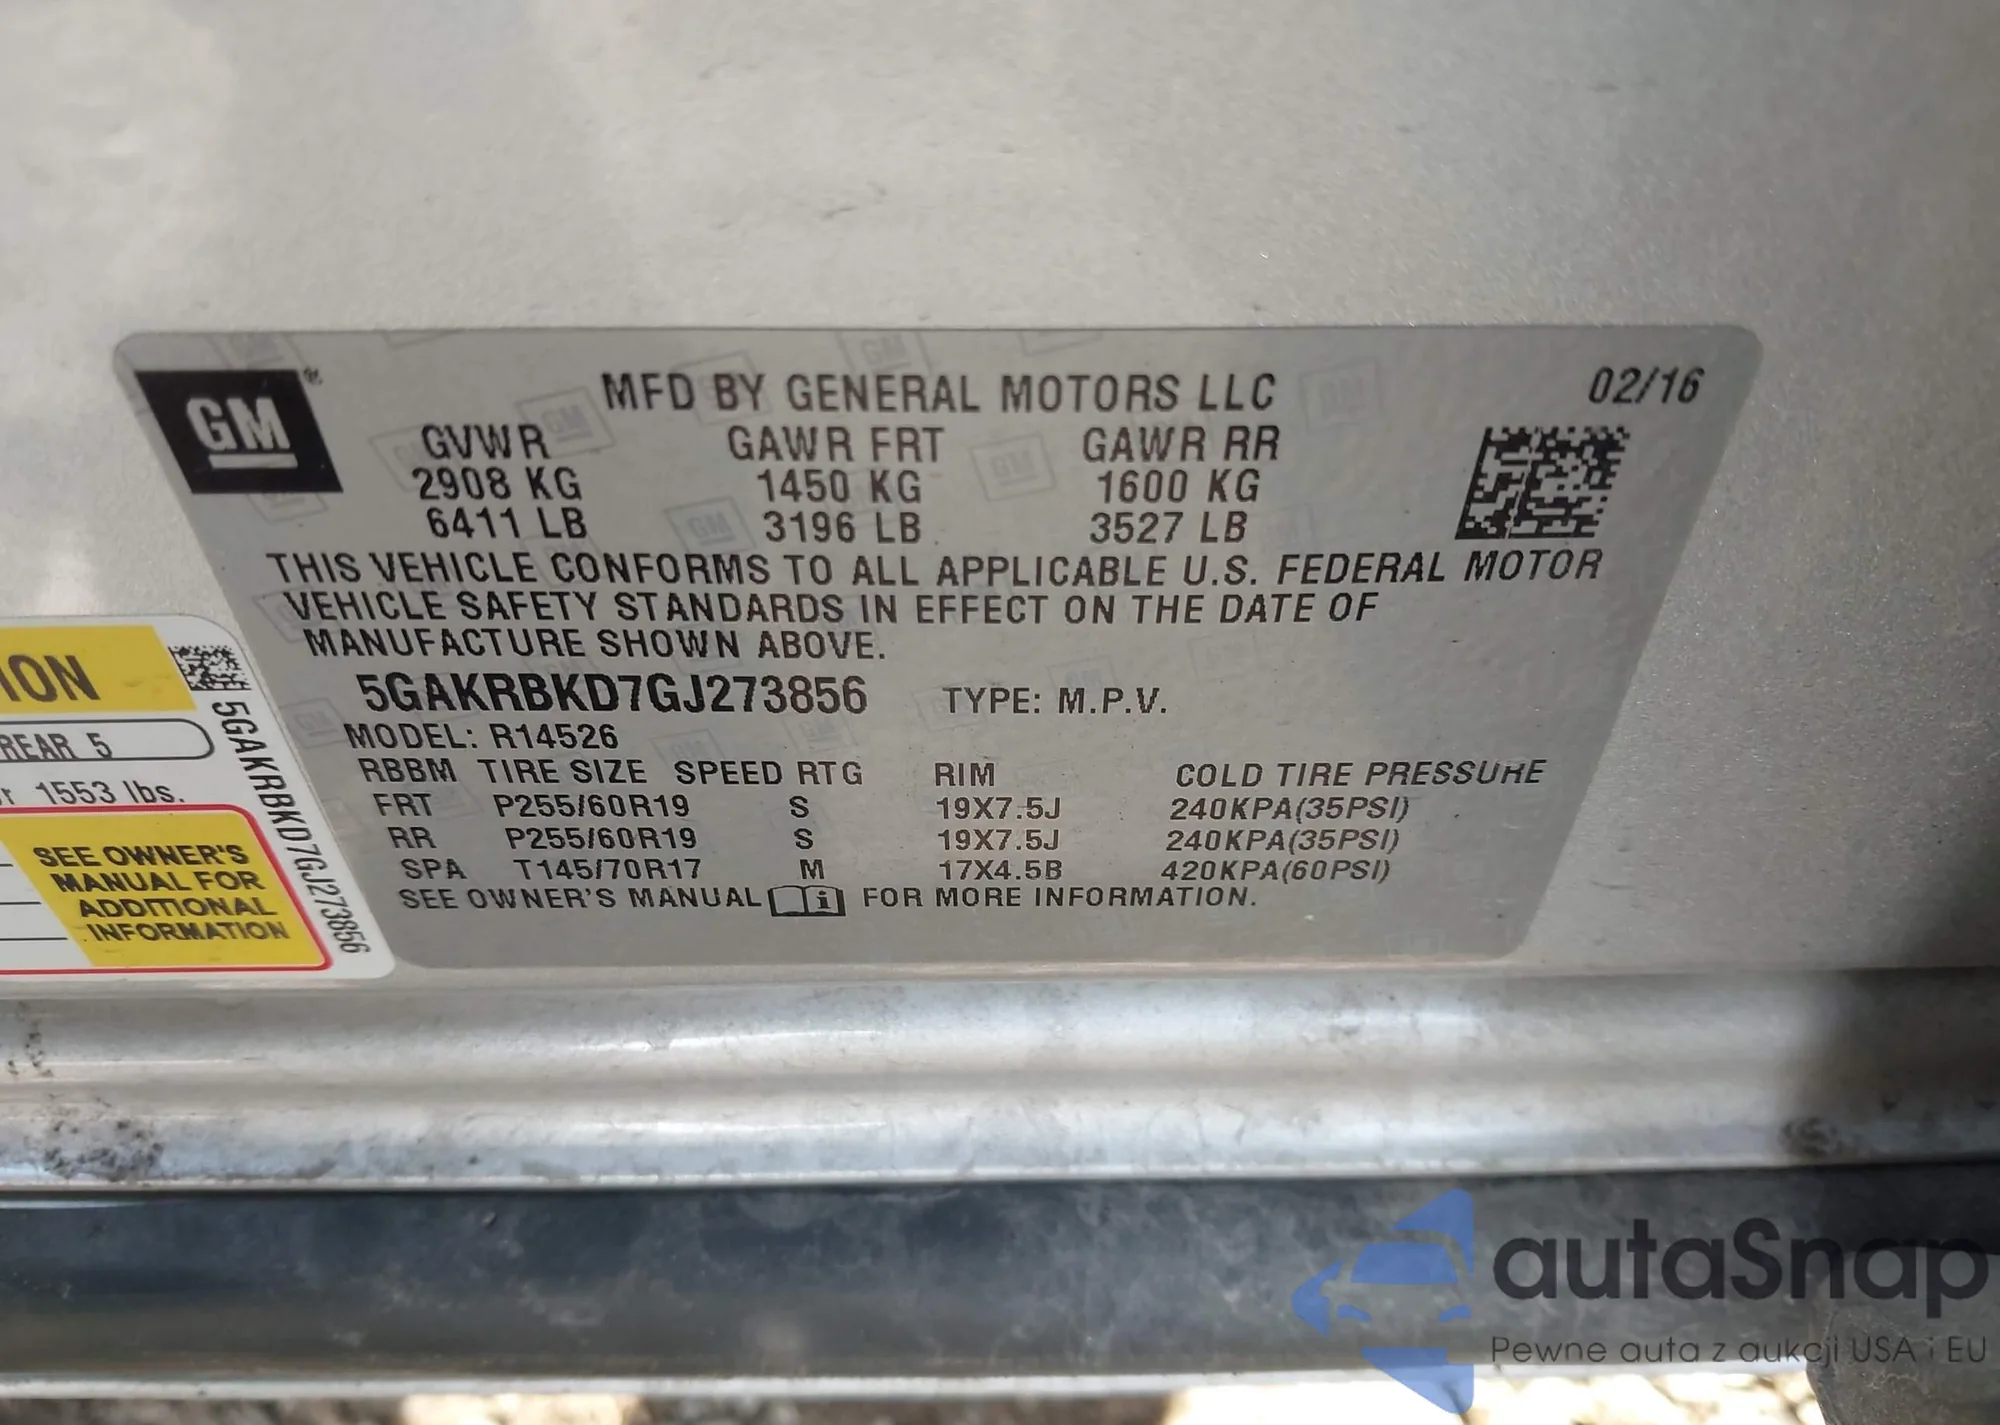 GM
MFD BY GENERAL MOTORS LLC 02/16
GVWR GAWR FRT GAWR RR
2908 KG 1450 KG 1600 KG
6411 LB 3196 LB 3527 LB
THIS VEHICLE CONFORMS TO ALL APPLICABLE U.S. FEDERAL MOTOR
VEHICLE SAFETY STANDARDS IN EFFECT ON THE DATE OF
MANUFACTURE SHOWN ABOVE.
5GAKRBKD7GJ273856 TYPE: M.P.V.
MODEL: R14526
RBBM TIRE SIZE SPEED RTG RIM COLD TIRE PRESSURE
FRT P255/60R19 S 19X7.5J 240KPA(35PSI)
RR P255/60R19 S 19X7.5J 240KPA(35PSI)
SPA T145/70R17 M 17X4.5B 420KPA(60PSI)
SEE OWNER'S MANUAL i FOR MORE INFORMATION.
REAR 5
1553 lbs.
SEE OWNER'S
MANUAL FOR
ADDITIONAL
INFORMATION
5GAKRBKD7GJ273856
autaSnap
Pewne auta z aukcji USA i EU